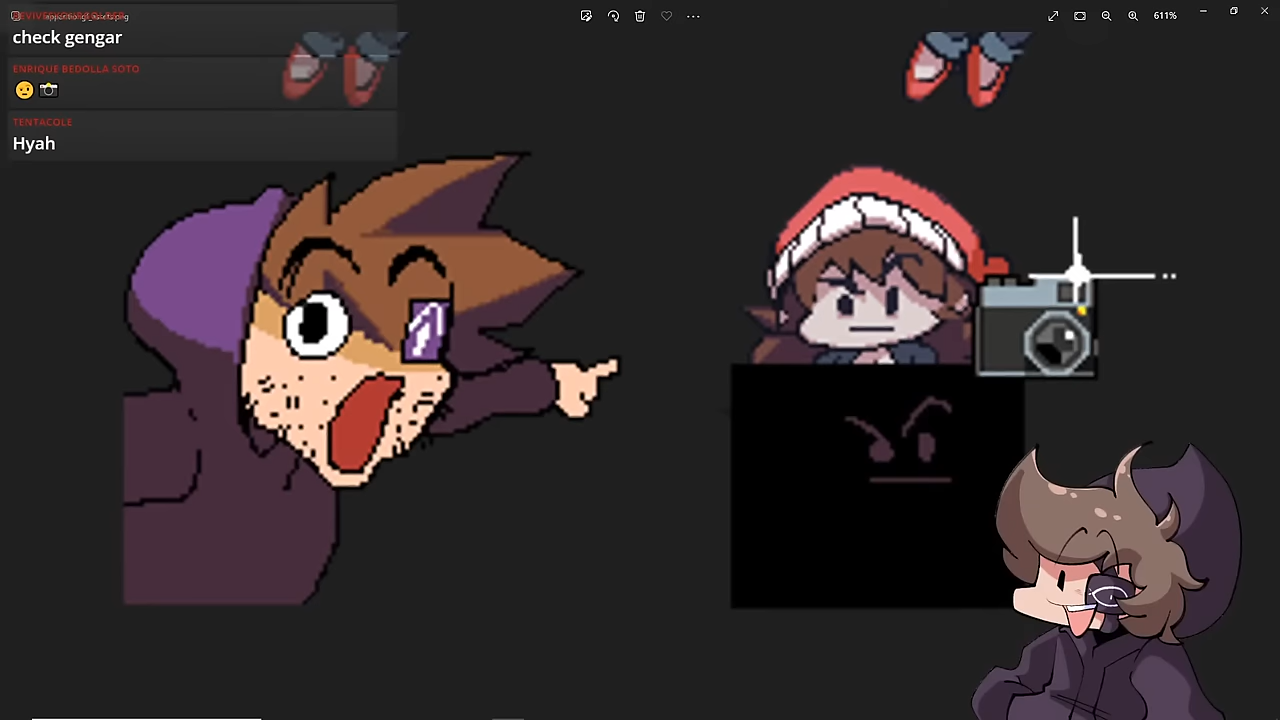 check gengar
ENRIQUE BEDOLLA SOTO
TENTACOLE
Hyah
611%